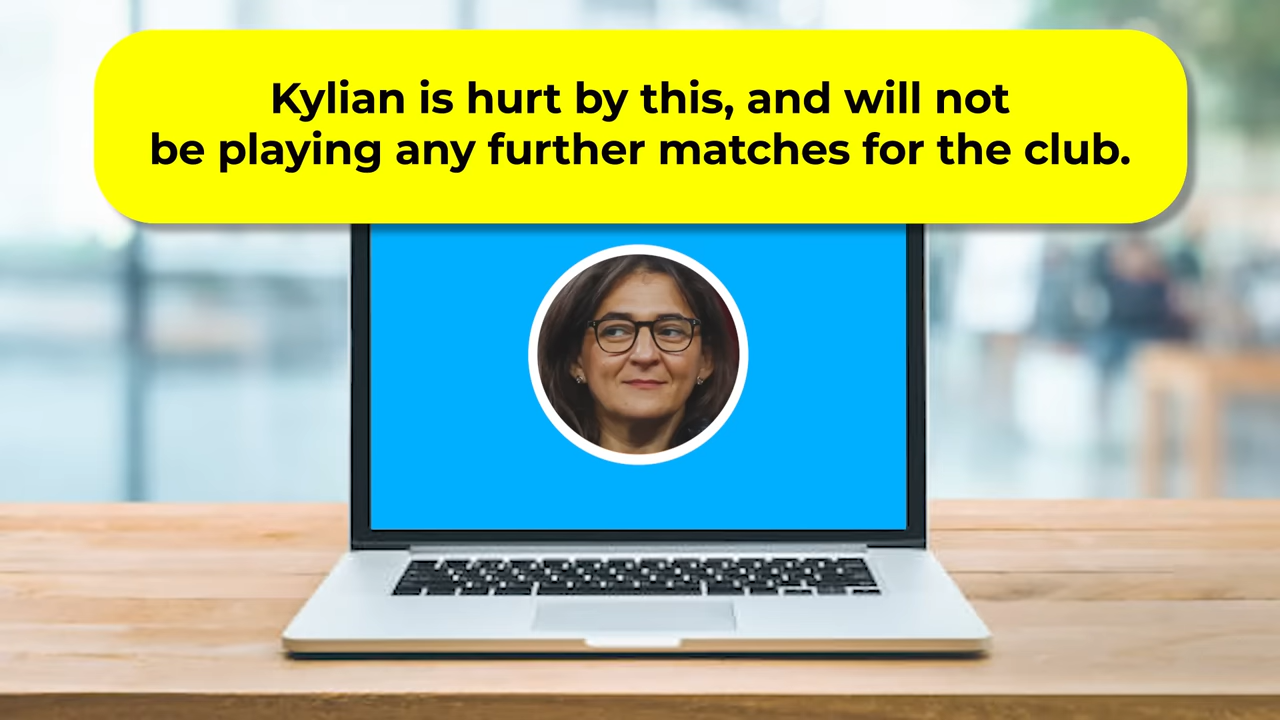 Kylian is hurt by this, and will not
be playing any further matches for the club.